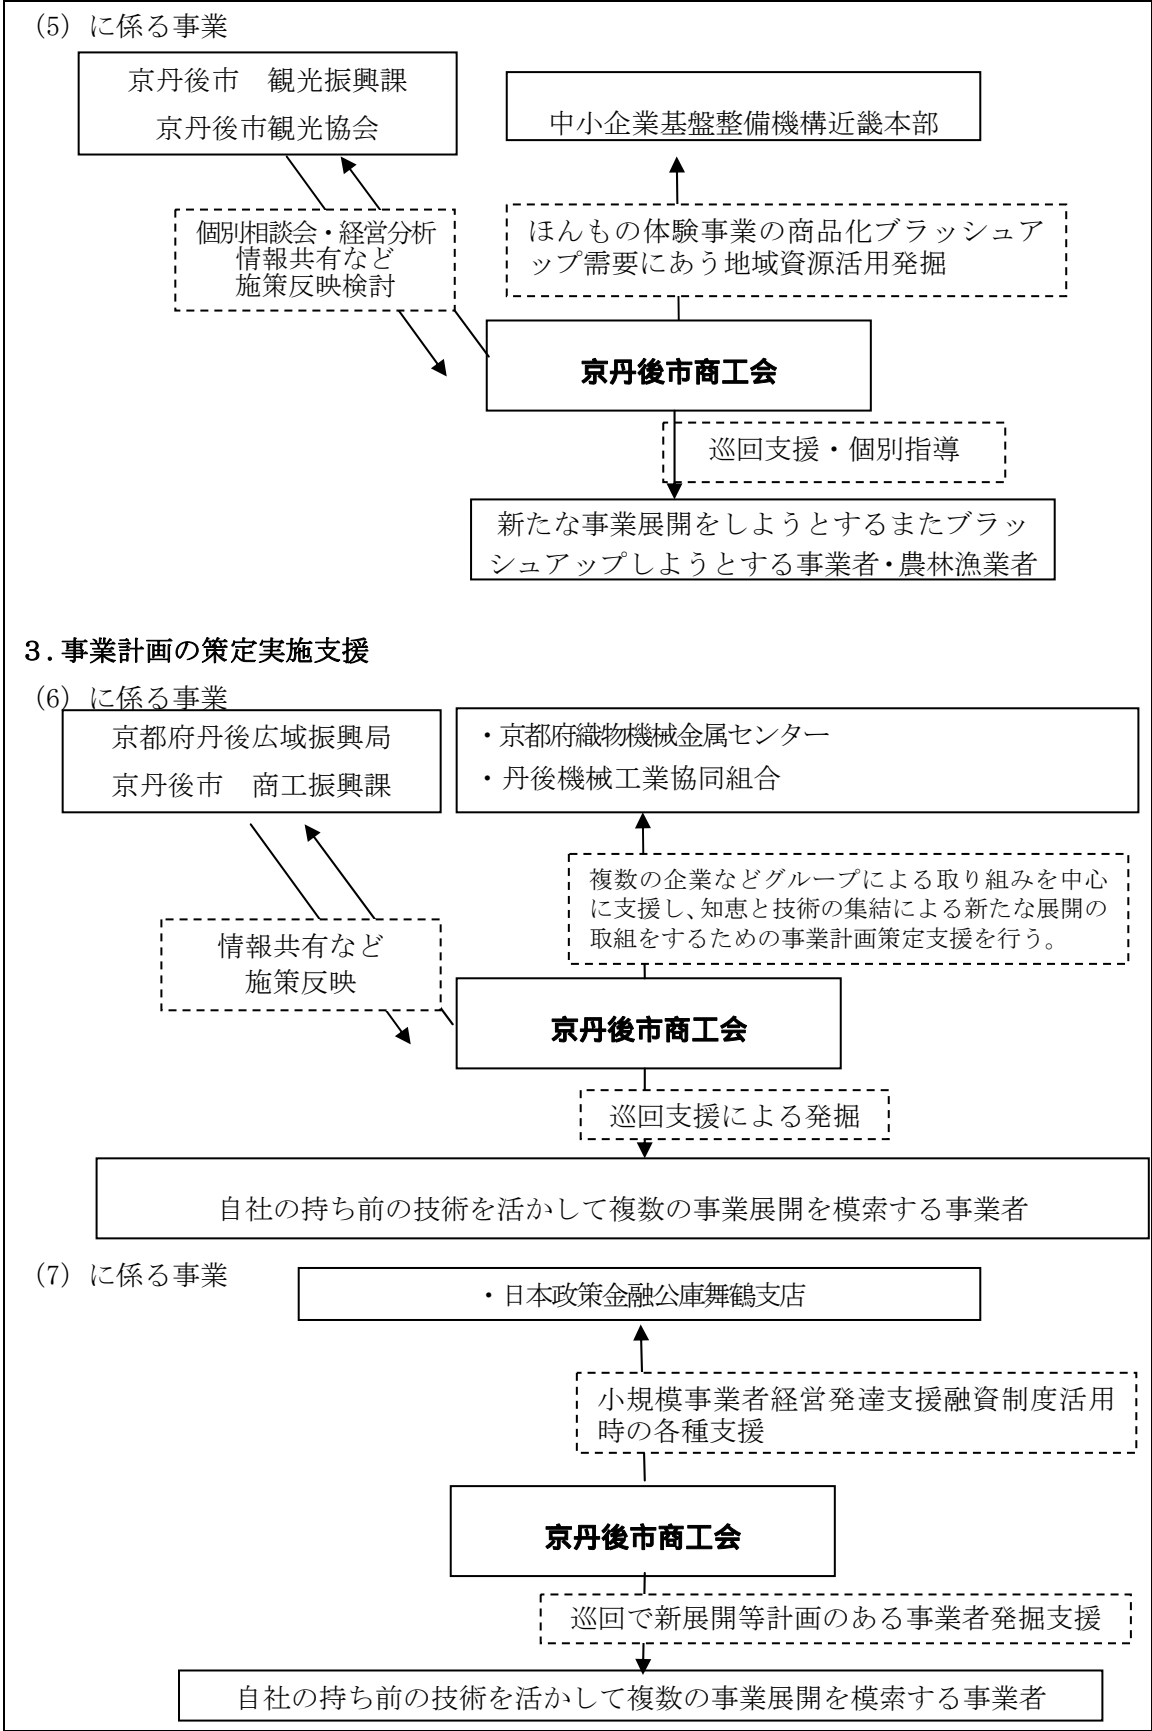 (5) に係る事業
京丹後市　観光振興課
京丹後市観光協会
中小企業基盤整備機構近畿本部
個別相談会・経営分析
情報共有など
施策反映検討
ほんもの体験事業の商品化ブラッシュア
ップ需要にあう地域資源活用発掘
京丹後市商工会
巡回支援・個別指導
新たな事業展開をしようとするまたブラッ
シュアップしようとする事業者・農林漁業者
３．事業計画の策定実施支援
(6) に係る事業
京都府丹後広域振興局
京丹後市　商工振興課
・京都府織物機械金属センター
・丹後機械工業協同組合
複数の企業などグループによる取り組みを中心
に支援し、知恵と技術の集結による新たな展開の
取組をするための事業計画策定支援を行う。
情報共有など
施策反映
京丹後市商工会
巡回支援による発掘
自社の持ち前の技術を活かして複数の事業展開を模索する事業者
(7) に係る事業
・日本政策金融公庫舞鶴支店
小規模事業者経営発達支援融資制度活用
時の各種支援
京丹後市商工会
巡回で新展開等計画のある事業者発掘支援
自社の持ち前の技術を活かして複数の事業展開を模索する事業者